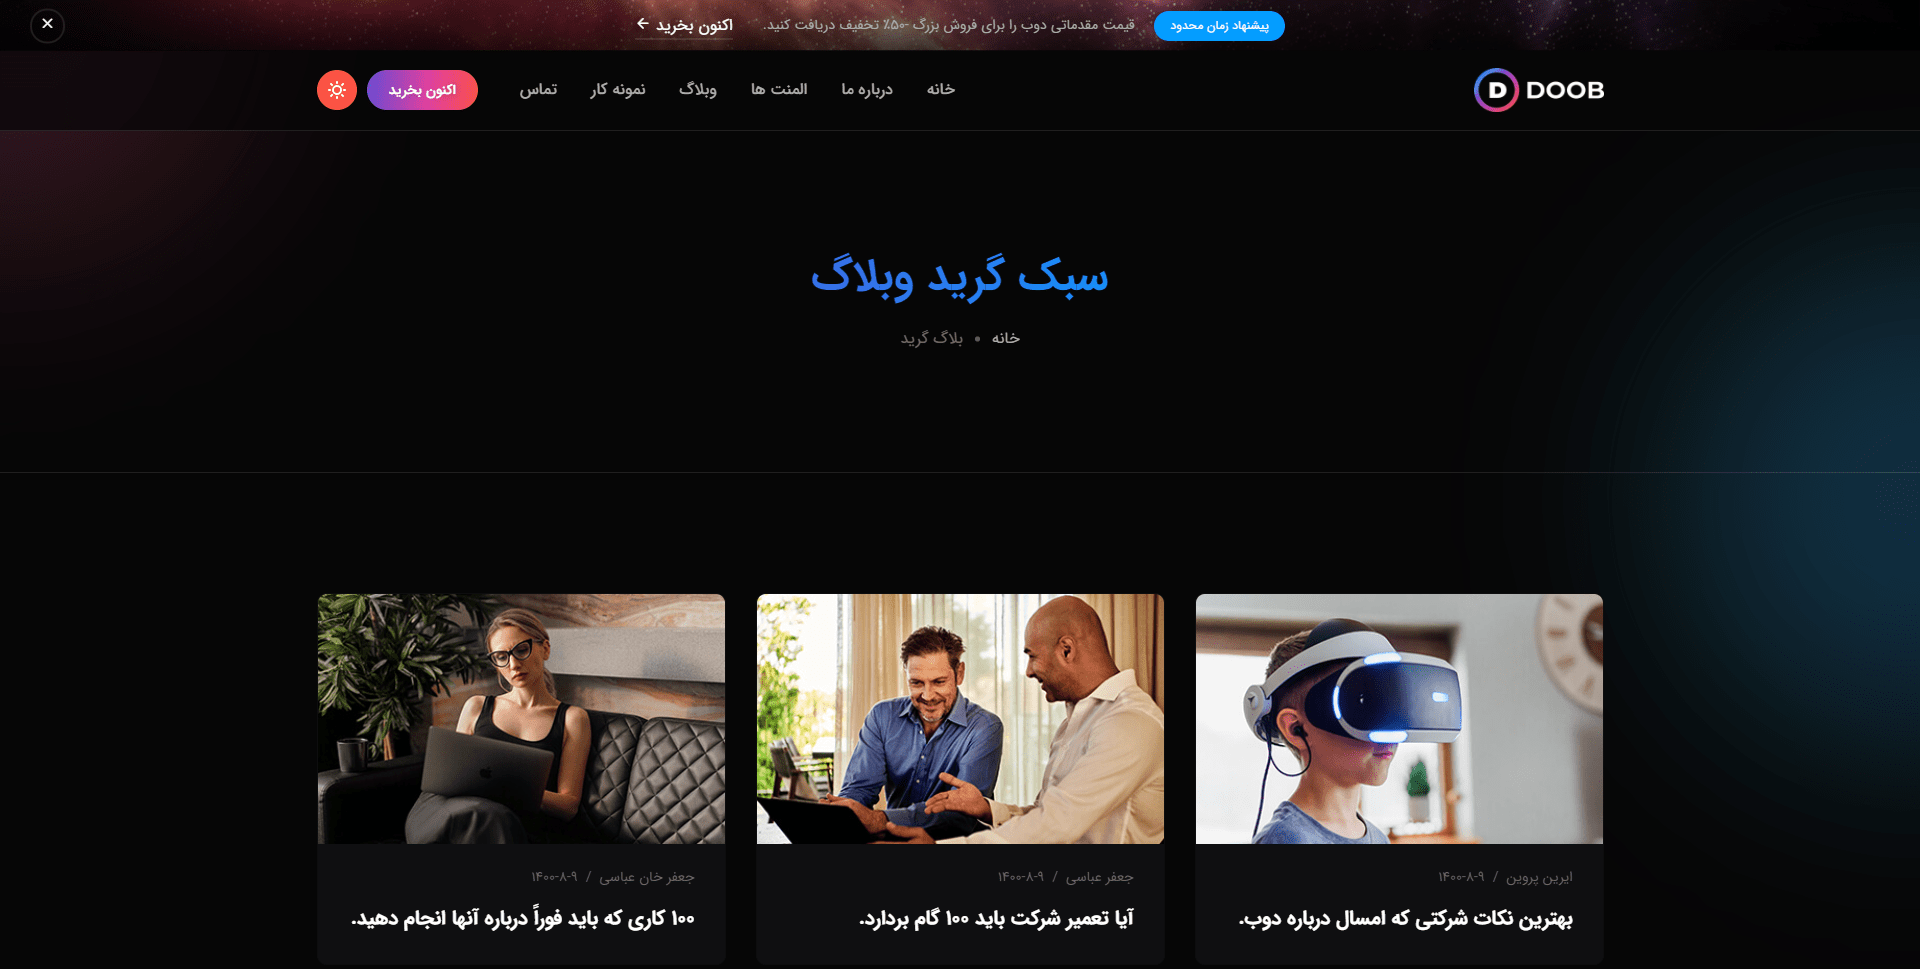 پیشنهاد زمان محدود
قیمت مقدماتی دوب را برای فروش بزرگ -۵۰٪ تخفیف دریافت کنید.
اکنون بخرید
DOOB
خانه
درباره ما
المنت ها
وبلاگ
نمونه کار
تماس
اکنون بخرید
سبک گرید وبلاگ
خانه • بلاگ گرید
ایرین پروین / ۹-۸-۱۴۰۰
بهترین نکات شرکتی که امسال درباره دوب.
جعفر عباسی / ۹-۸-۱۴۰۰
آیا تعمیر شرکت باید ۱۰۰ گام بردارد.
جعفر خان عباسی / ۹-۸-۱۴۰۰
۱۰۰ کاری که باید فوراً درباره آنها انجام دهید.